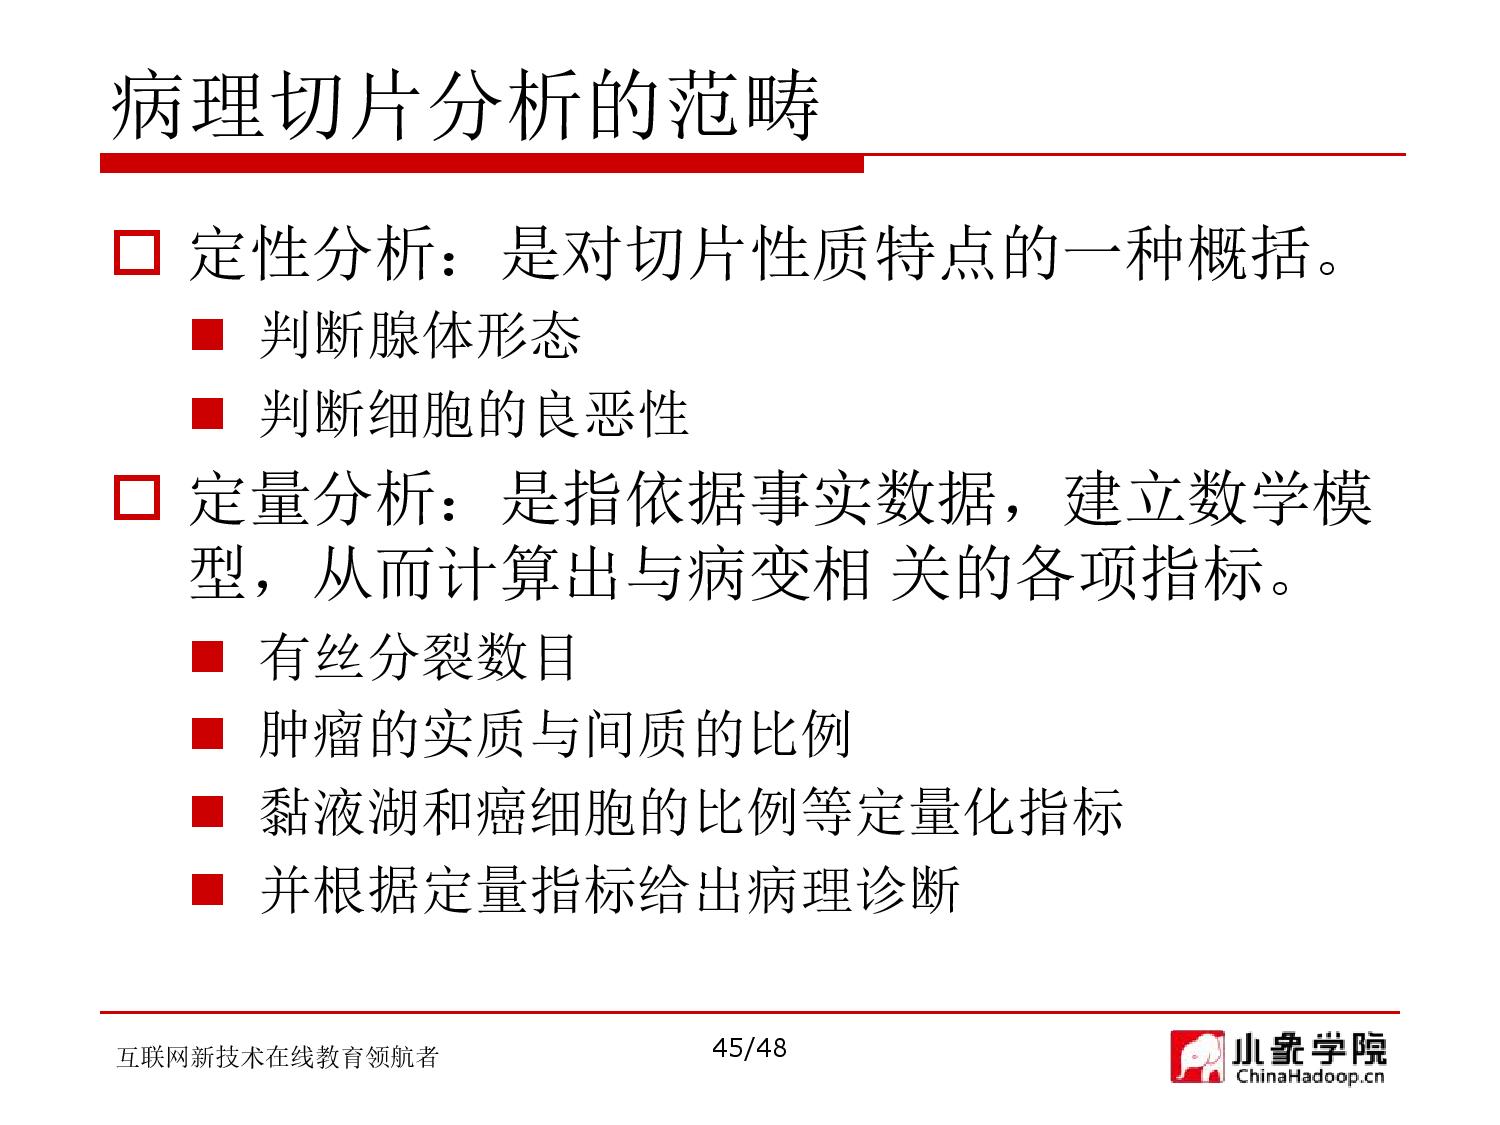 病理切片分析的范畴
定性分析：是对切片性质特点的一种概括。
判断腺体形态
判断细胞的良恶性
定量分析：是指依据事实数据，建立数学模
型，从而计算出与病变相 关的各项指标。
有丝分裂数目
肿瘤的实质与间质的比例
黏液湖和癌细胞的比例等定量化指标
并根据定量指标给出病理诊断
互联网新技术在线教育领航者
45/48
小象学院
ChinaHadoop.cn